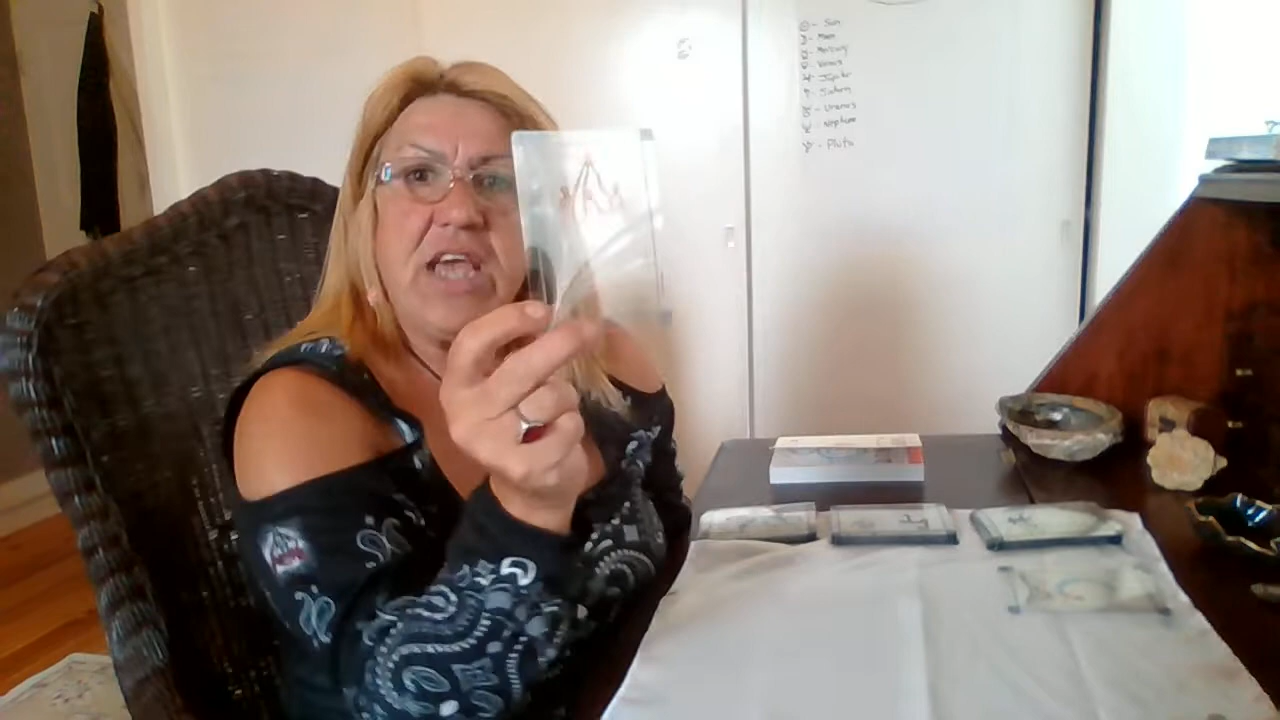 ☉- Sun
☽- Moon
☿- Mercury
♀- Venus
♃- Jupiter
♄- Saturn
♅- Uranus
♆- Neptune
♇- Pluto